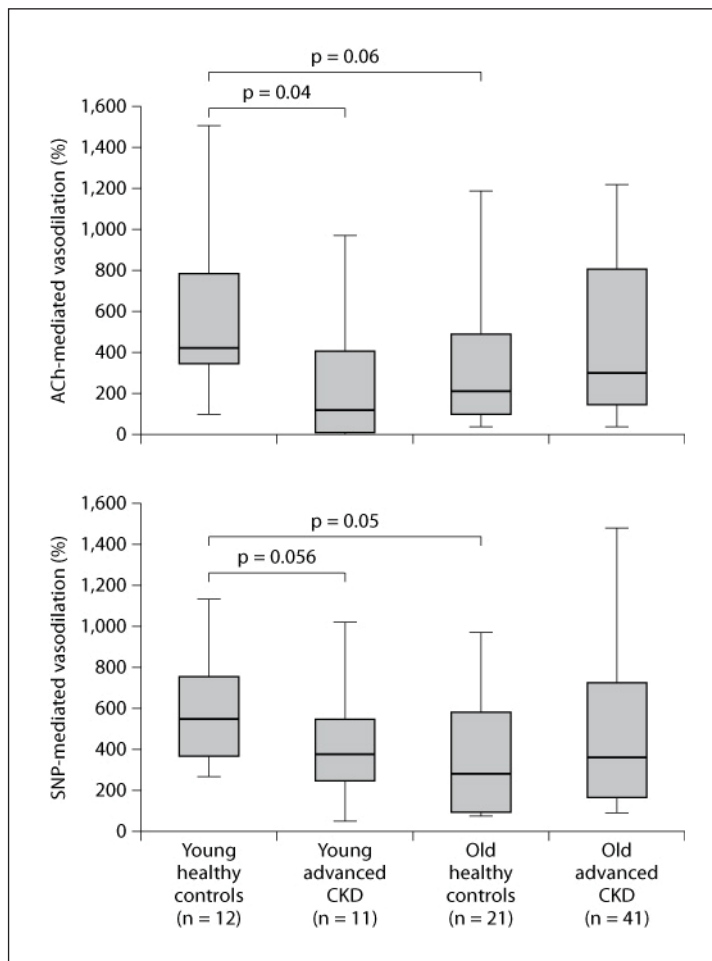 p = 0.06
p = 0.04
1,600
1,400
1,200
1,000
800
600
400
200
0
ACh-mediated vasodilation (%)
p = 0.05
p = 0.056
1,600
1,400
1,200
1,000
800
600
400
200
0
SNP-mediated vasodilation (%)
Young
healthy
controls
(n = 12)
Young
advanced
CKD
(n = 11)
Old
healthy
controls
(n = 21)
Old
advanced
CKD
(n = 41)